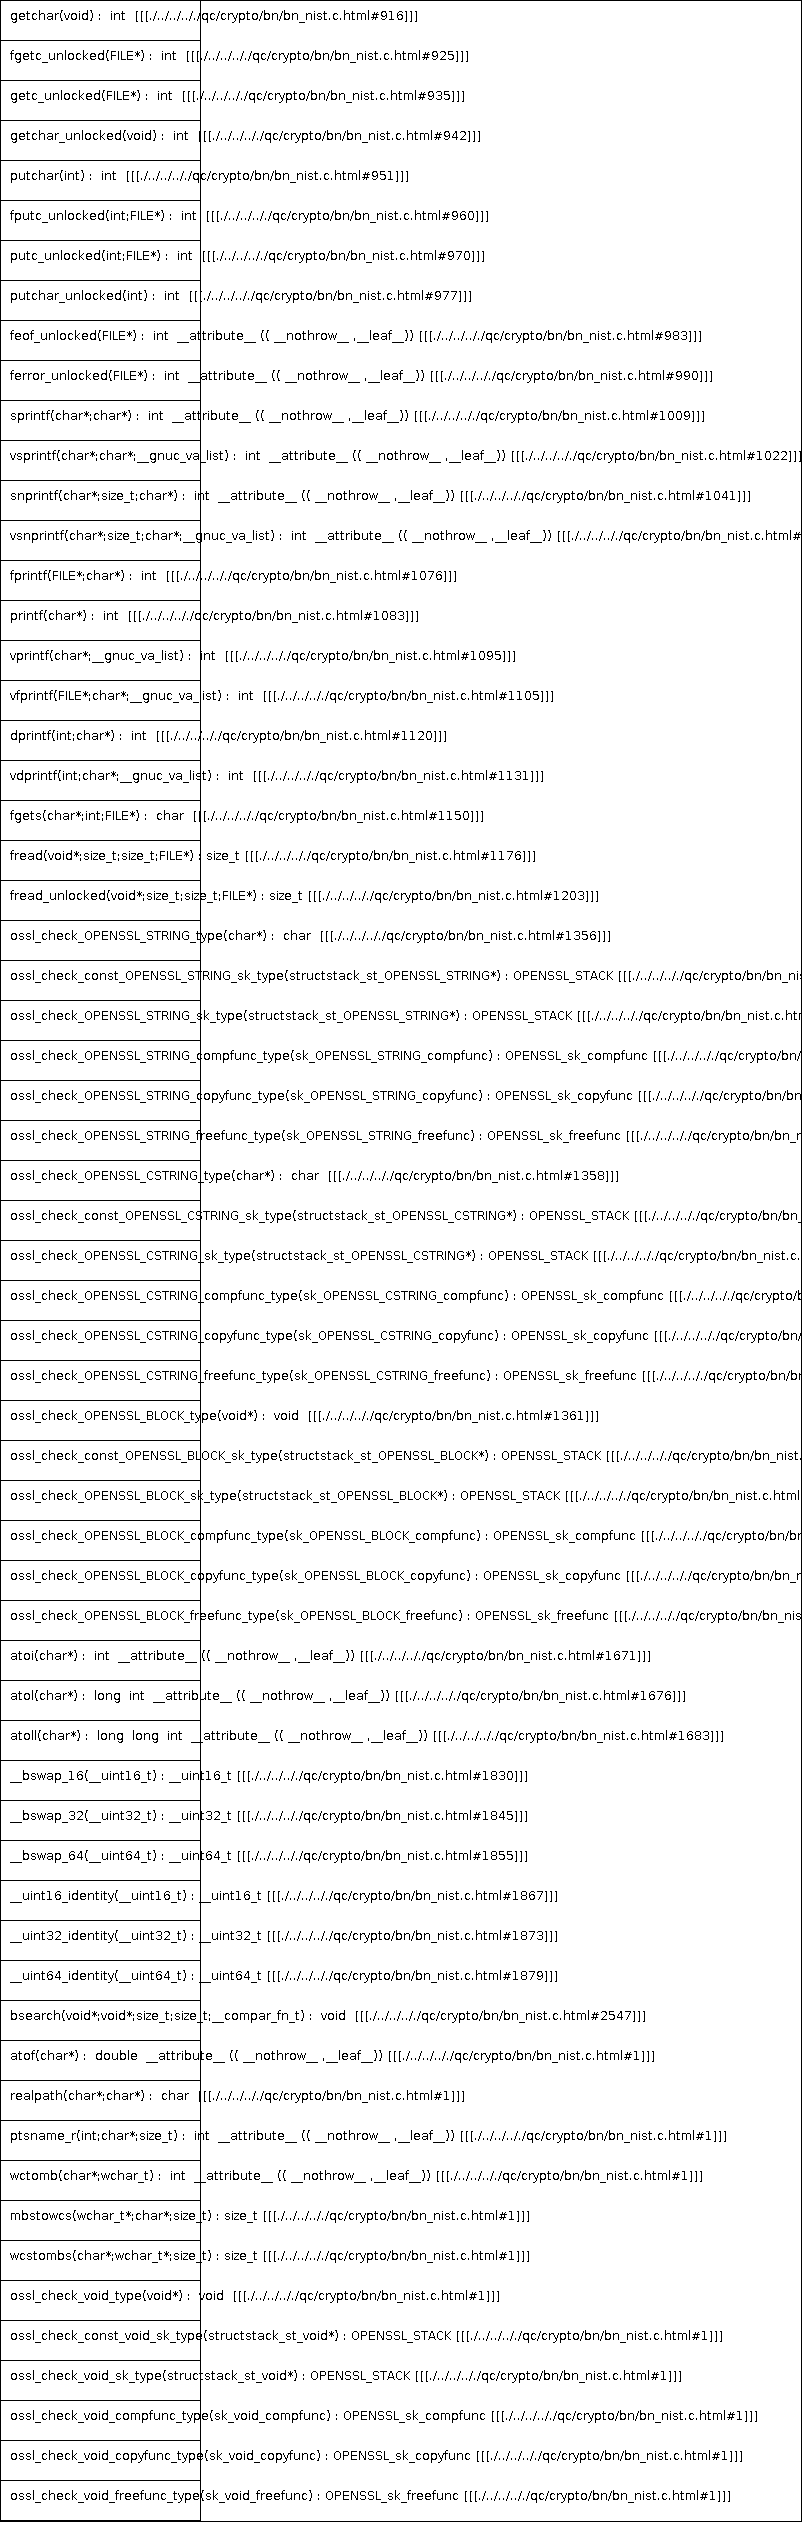 getchar(void) :  int  [[[./../../../qc/crypto/bn/bn_nist.c.html#916]]]
fgetc_unlocked(FILE*) :  int  [[[./../../../qc/crypto/bn/bn_nist.c.html#925]]]
getc_unlocked(FILE*) :  int  [[[./../../../qc/crypto/bn/bn_nist.c.html#935]]]
getchar_unlocked(void) :  int  [[[./../../../qc/crypto/bn/bn_nist.c.html#942]]]
putchar(int) :  int  [[[./../../../qc/crypto/bn/bn_nist.c.html#951]]]
fputc_unlocked(int;FILE*) :  int  [[[./../../../qc/crypto/bn/bn_nist.c.html#960]]]
putc_unlocked(int;FILE*) :  int  [[[./../../../qc/crypto/bn/bn_nist.c.html#970]]]
putchar_unlocked(int) :  int  [[[./../../../qc/crypto/bn/bn_nist.c.html#977]]]
feof_unlocked(FILE*) :  int  __attribute__ (( __nothrow__ ,__leaf__)) [[[./../../../qc/crypto/bn/bn_nist.c.html#983]]]
ferror_unlocked(FILE*) :  int  __attribute__ (( __nothrow__ ,__leaf__)) [[[./../../../qc/crypto/bn/bn_nist.c.html#990]]]
sprintf(char*;char*) :  int  __attribute__ (( __nothrow__ ,__leaf__)) [[[./../../../qc/crypto/bn/bn_nist.c.html#1009]]]
vsprintf(char*;char*;__gnuc_va_list) :  int  __attribute__ (( __nothrow__ ,__leaf__)) [[[./../../../qc/crypto/bn/bn_nist.c.html#1022]]]
snprintf(char*;size_t;char*) :  int  __attribute__ (( __nothrow__ ,__leaf__)) [[[./../../../qc/crypto/bn/bn_nist.c.html#1041]]]
vsnprintf(char*;size_t;char*;__gnuc_va_list) :  int  __attribute__ (( __nothrow__ ,__leaf__)) [[[./../../../qc/crypto/bn/bn_nist.c.html#
fprintf(FILE*;char*) :  int  [[[./../../../qc/crypto/bn/bn_nist.c.html#1076]]]
printf(char*) :  int  [[[./../../../qc/crypto/bn/bn_nist.c.html#1083]]]
vprintf(char*;__gnuc_va_list) :  int  [[[./../../../qc/crypto/bn/bn_nist.c.html#1095]]]
vfprintf(FILE*;char*;__gnuc_va_list) :  int  [[[./../../../qc/crypto/bn/bn_nist.c.html#1105]]]
dprintf(int;char*) :  int  [[[./../../../qc/crypto/bn/bn_nist.c.html#1120]]]
vdprintf(int;char*;__gnuc_va_list) :  int  [[[./../../../qc/crypto/bn/bn_nist.c.html#1131]]]
fgets(char*;int;FILE*) :  char  [[[./../../../qc/crypto/bn/bn_nist.c.html#1150]]]
fread(void*;size_t;size_t;FILE*) : size_t [[[./../../../qc/crypto/bn/bn_nist.c.html#1176]]]
fread_unlocked(void*;size_t;size_t;FILE*) : size_t [[[./../../../qc/crypto/bn/bn_nist.c.html#1203]]]
ossl_check_OPENSSL_STRING_type(char*) :  char  [[[./../../../qc/crypto/bn/bn_nist.c.html#1356]]]
ossl_check_const_OPENSSL_STRING_sk_type(structstack_st_OPENSSL_STRING*) : OPENSSL_STACK [[[./../../../qc/crypto/bn/bn_nis
ossl_check_OPENSSL_STRING_sk_type(structstack_st_OPENSSL_STRING*) : OPENSSL_STACK [[[./../../../qc/crypto/bn/bn_nist.c.htm
ossl_check_OPENSSL_STRING_compfunc_type(sk_OPENSSL_STRING_compfunc) : OPENSSL_sk_compfunc [[[./../../../qc/crypto/bn/
ossl_check_OPENSSL_STRING_copyfunc_type(sk_OPENSSL_STRING_copyfunc) : OPENSSL_sk_copyfunc [[[./../../../qc/crypto/bn/bn
ossl_check_OPENSSL_STRING_freefunc_type(sk_OPENSSL_STRING_freefunc) : OPENSSL_sk_freefunc [[[./../../../qc/crypto/bn/bn_n
ossl_check_OPENSSL_CSTRING_type(char*) :  char  [[[./../../../qc/crypto/bn/bn_nist.c.html#1358]]]
ossl_check_const_OPENSSL_CSTRING_sk_type(structstack_st_OPENSSL_CSTRING*) : OPENSSL_STACK [[[./../../../qc/crypto/bn/bn_
ossl_check_OPENSSL_CSTRING_sk_type(structstack_st_OPENSSL_CSTRING*) : OPENSSL_STACK [[[./../../../qc/crypto/bn/bn_nist.c.
ossl_check_OPENSSL_CSTRING_compfunc_type(sk_OPENSSL_CSTRING_compfunc) : OPENSSL_sk_compfunc [[[./../../../qc/crypto/b
ossl_check_OPENSSL_CSTRING_copyfunc_type(sk_OPENSSL_CSTRING_copyfunc) : OPENSSL_sk_copyfunc [[[./../../../qc/crypto/bn/
ossl_check_OPENSSL_CSTRING_freefunc_type(sk_OPENSSL_CSTRING_freefunc) : OPENSSL_sk_freefunc [[[./../../../qc/crypto/bn/bn
ossl_check_OPENSSL_BLOCK_type(void*) :  void  [[[./../../../qc/crypto/bn/bn_nist.c.html#1361]]]
ossl_check_const_OPENSSL_BLOCK_sk_type(structstack_st_OPENSSL_BLOCK*) : OPENSSL_STACK [[[./../../../qc/crypto/bn/bn_nist.
ossl_check_OPENSSL_BLOCK_sk_type(structstack_st_OPENSSL_BLOCK*) : OPENSSL_STACK [[[./../../../qc/crypto/bn/bn_nist.c.html
ossl_check_OPENSSL_BLOCK_compfunc_type(sk_OPENSSL_BLOCK_compfunc) : OPENSSL_sk_compfunc [[[./../../../qc/crypto/bn/bn
ossl_check_OPENSSL_BLOCK_copyfunc_type(sk_OPENSSL_BLOCK_copyfunc) : OPENSSL_sk_copyfunc [[[./../../../qc/crypto/bn/bn_n
ossl_check_OPENSSL_BLOCK_freefunc_type(sk_OPENSSL_BLOCK_freefunc) : OPENSSL_sk_freefunc [[[./../../../qc/crypto/bn/bn_nis
atoi(char*) :  int  __attribute__ (( __nothrow__ ,__leaf__)) [[[./../../../qc/crypto/bn/bn_nist.c.html#1671]]]
atol(char*) :  long  int  __attribute__ (( __nothrow__ ,__leaf__)) [[[./../../../qc/crypto/bn/bn_nist.c.html#1676]]]
atoll(char*) :  long  long  int  __attribute__ (( __nothrow__ ,__leaf__)) [[[./../../../qc/crypto/bn/bn_nist.c.html#1683]]]
__bswap_16(__uint16_t) : __uint16_t [[[./../../../qc/crypto/bn/bn_nist.c.html#1830]]]
__bswap_32(__uint32_t) : __uint32_t [[[./../../../qc/crypto/bn/bn_nist.c.html#1845]]]
__bswap_64(__uint64_t) : __uint64_t [[[./../../../qc/crypto/bn/bn_nist.c.html#1855]]]
__uint16_identity(__uint16_t) : __uint16_t [[[./../../../qc/crypto/bn/bn_nist.c.html#1867]]]
__uint32_identity(__uint32_t) : __uint32_t [[[./../../../qc/crypto/bn/bn_nist.c.html#1873]]]
__uint64_identity(__uint64_t) : __uint64_t [[[./../../../qc/crypto/bn/bn_nist.c.html#1879]]]
bsearch(void*;void*;size_t;size_t;__compar_fn_t) :  void  [[[./../../../qc/crypto/bn/bn_nist.c.html#2547]]]
atof(char*) :  double  __attribute__ (( __nothrow__ ,__leaf__)) [[[./../../../qc/crypto/bn/bn_nist.c.html#1]]]
realpath(char*;char*) :  char  [[[./../../../qc/crypto/bn/bn_nist.c.html#1]]]
ptsname_r(int;char*;size_t) :  int  __attribute__ (( __nothrow__ ,__leaf__)) [[[./../../../qc/crypto/bn/bn_nist.c.html#1]]]
wctomb(char*;wchar_t) :  int  __attribute__ (( __nothrow__ ,__leaf__)) [[[./../../../qc/crypto/bn/bn_nist.c.html#1]]]
mbstowcs(wchar_t*;char*;size_t) : size_t [[[./../../../qc/crypto/bn/bn_nist.c.html#1]]]
wcstombs(char*;wchar_t*;size_t) : size_t [[[./../../../qc/crypto/bn/bn_nist.c.html#1]]]
ossl_check_void_type(void*) :  void  [[[./../../../qc/crypto/bn/bn_nist.c.html#1]]]
ossl_check_const_void_sk_type(structstack_st_void*) : OPENSSL_STACK [[[./../../../qc/crypto/bn/bn_nist.c.html#1]]]
ossl_check_void_sk_type(structstack_st_void*) : OPENSSL_STACK [[[./../../../qc/crypto/bn/bn_nist.c.html#1]]]
ossl_check_void_compfunc_type(sk_void_compfunc) : OPENSSL_sk_compfunc [[[./../../../qc/crypto/bn/bn_nist.c.html#1]]]
ossl_check_void_copyfunc_type(sk_void_copyfunc) : OPENSSL_sk_copyfunc [[[./../../../qc/crypto/bn/bn_nist.c.html#1]]]
ossl_check_void_freefunc_type(sk_void_freefunc) : OPENSSL_sk_freefunc [[[./../../../qc/crypto/bn/bn_nist.c.html#1]]]